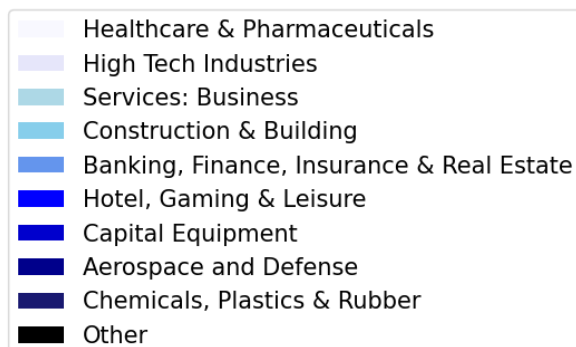 Healthcare & Pharmaceuticals
High Tech Industries
Services: Business
Construction & Building
Banking, Finance, Insurance & Real Estate
Hotel, Gaming & Leisure
Capital Equipment
Aerospace and Defense
Chemicals, Plastics & Rubber
Other